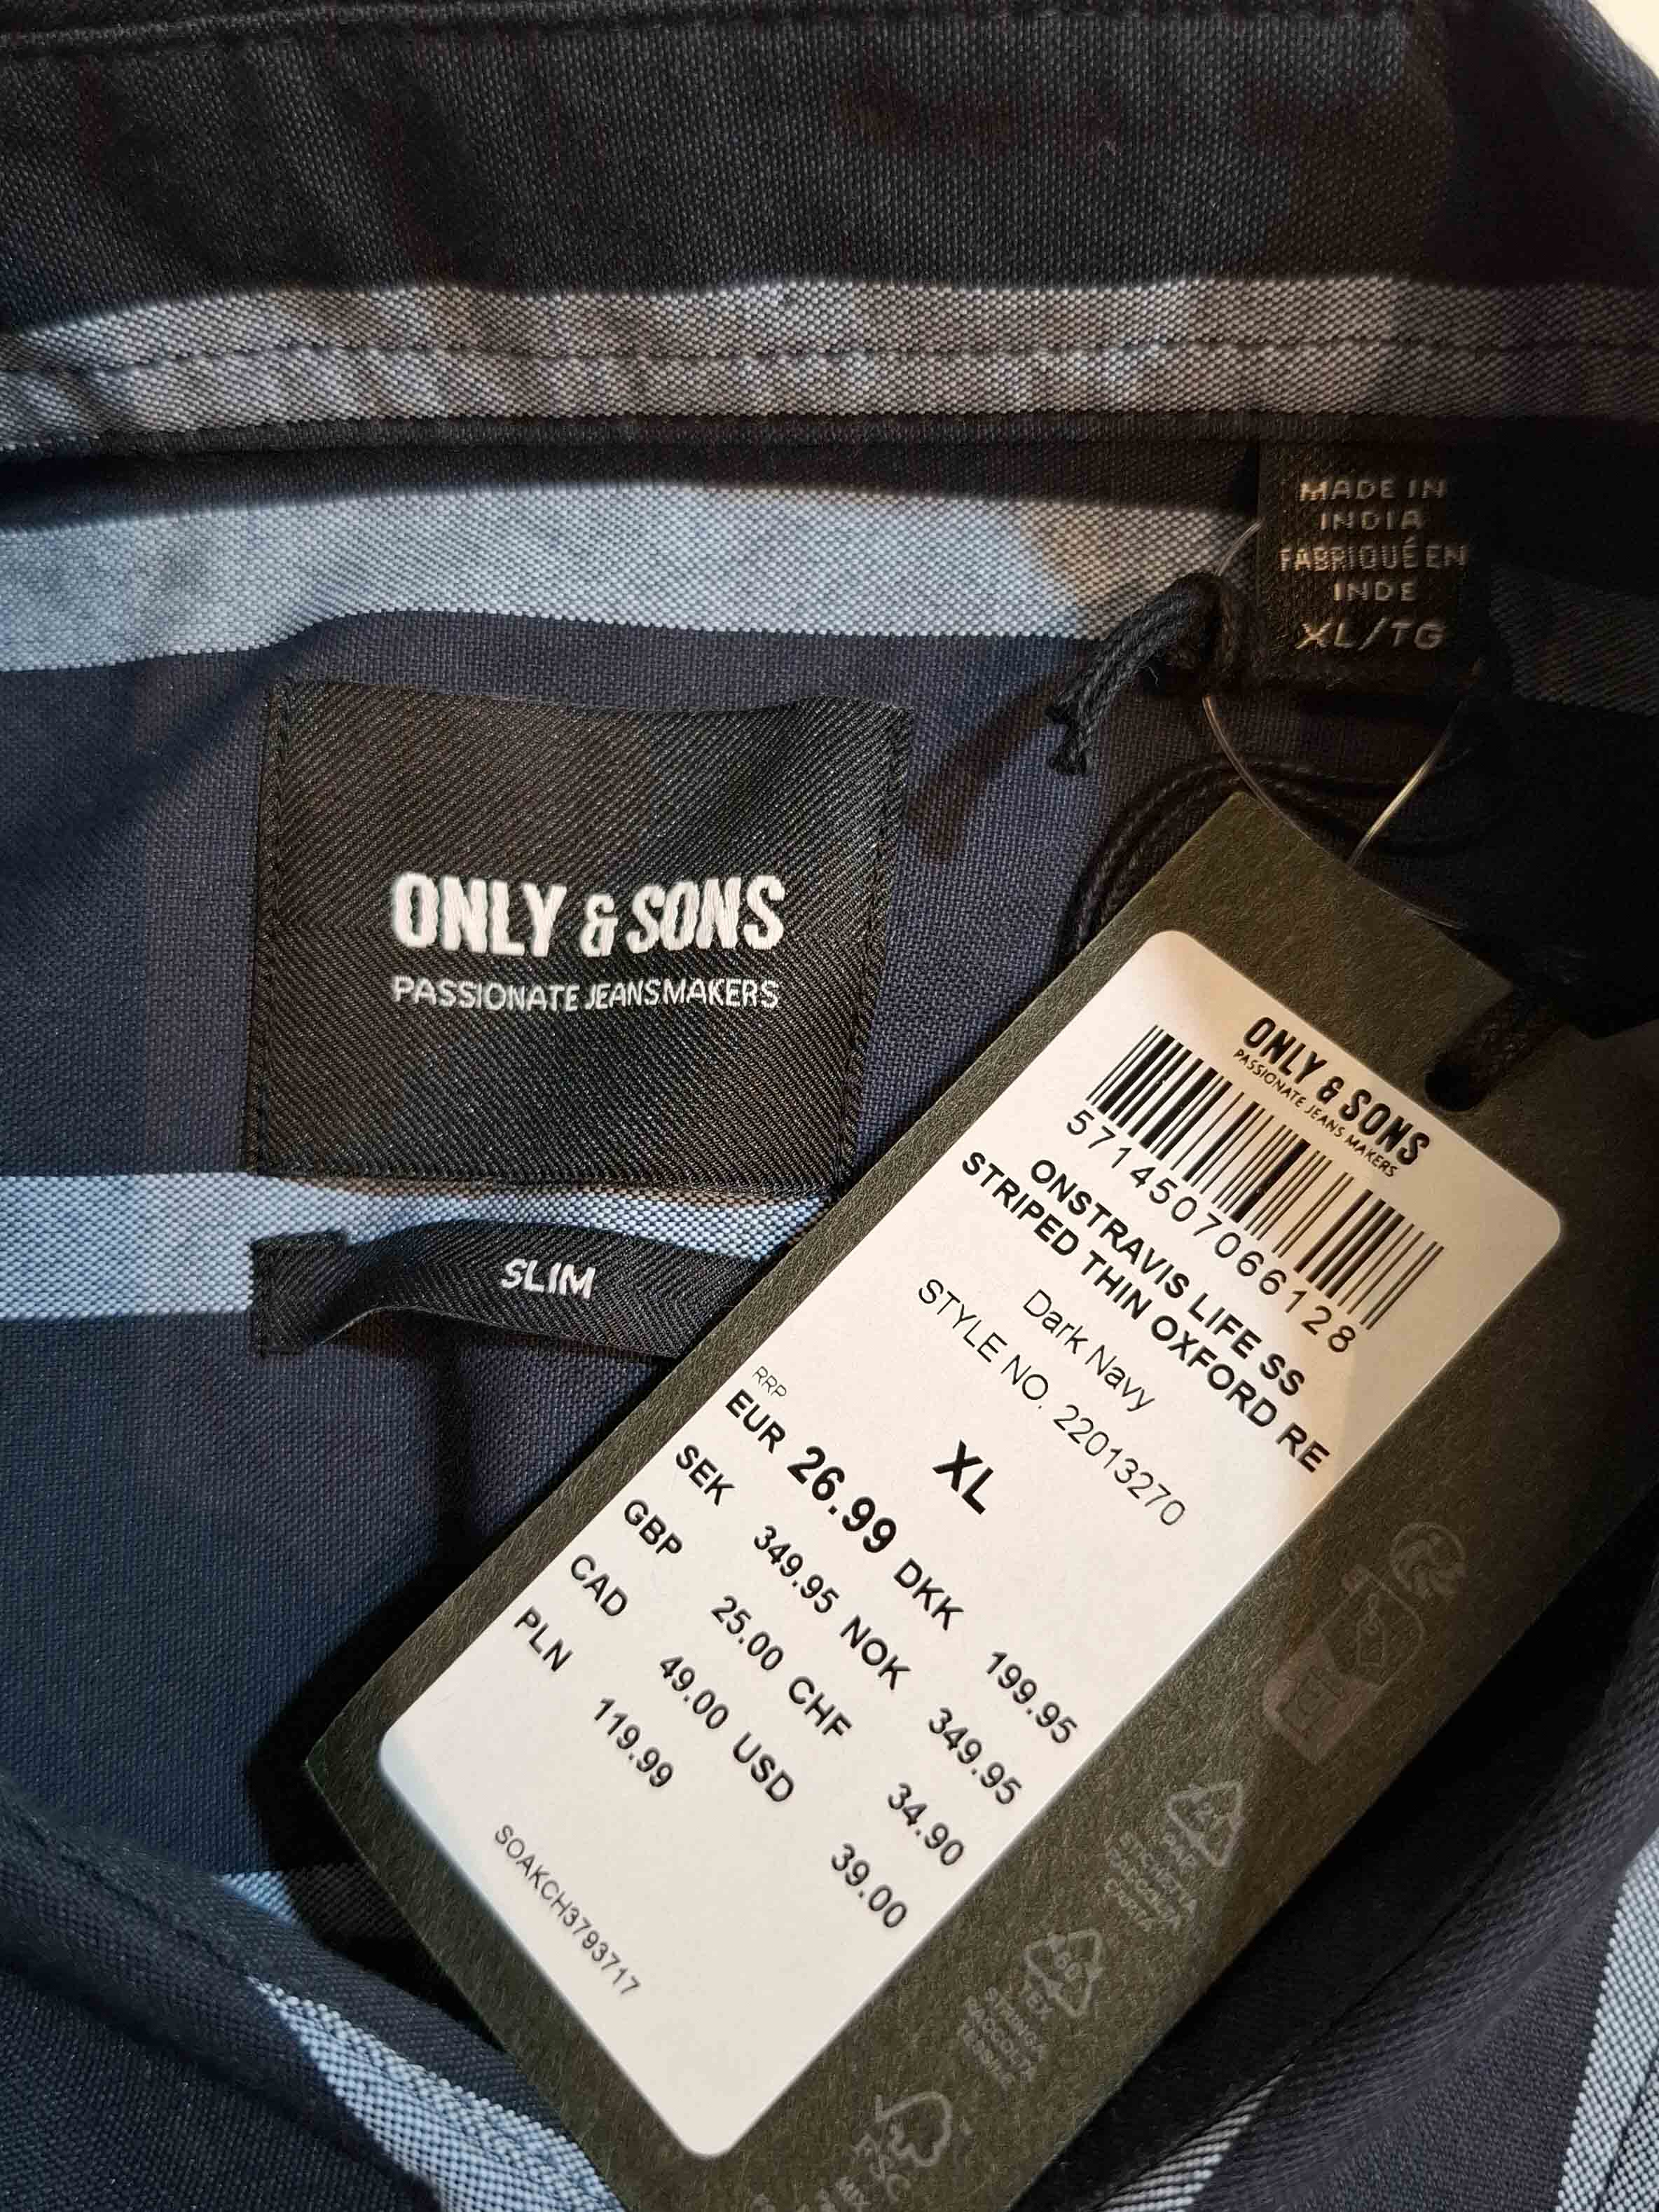 MADE IN
INDIA
FABRIQUÉ EN
INDE
XL/TG
ONLY & SONS
PASSIONATE JEANSMAKERS
SLIM
ONLY & SONS
PASSIONATE JEANS MAKERS
5714507066128
ONSTRAVIS LIFE SS
STRIPED THIN OXFORD RE
Dark Navy
STYLE NO. 22013270
XL
RRP
EUR 26.99 DKK 199.95
SEK 349.95 NOK 349.95
GBP 25.00 CHF 34.90
CAD 49.00 USD 39.00
PLN 119.99
SOAKCH3793717